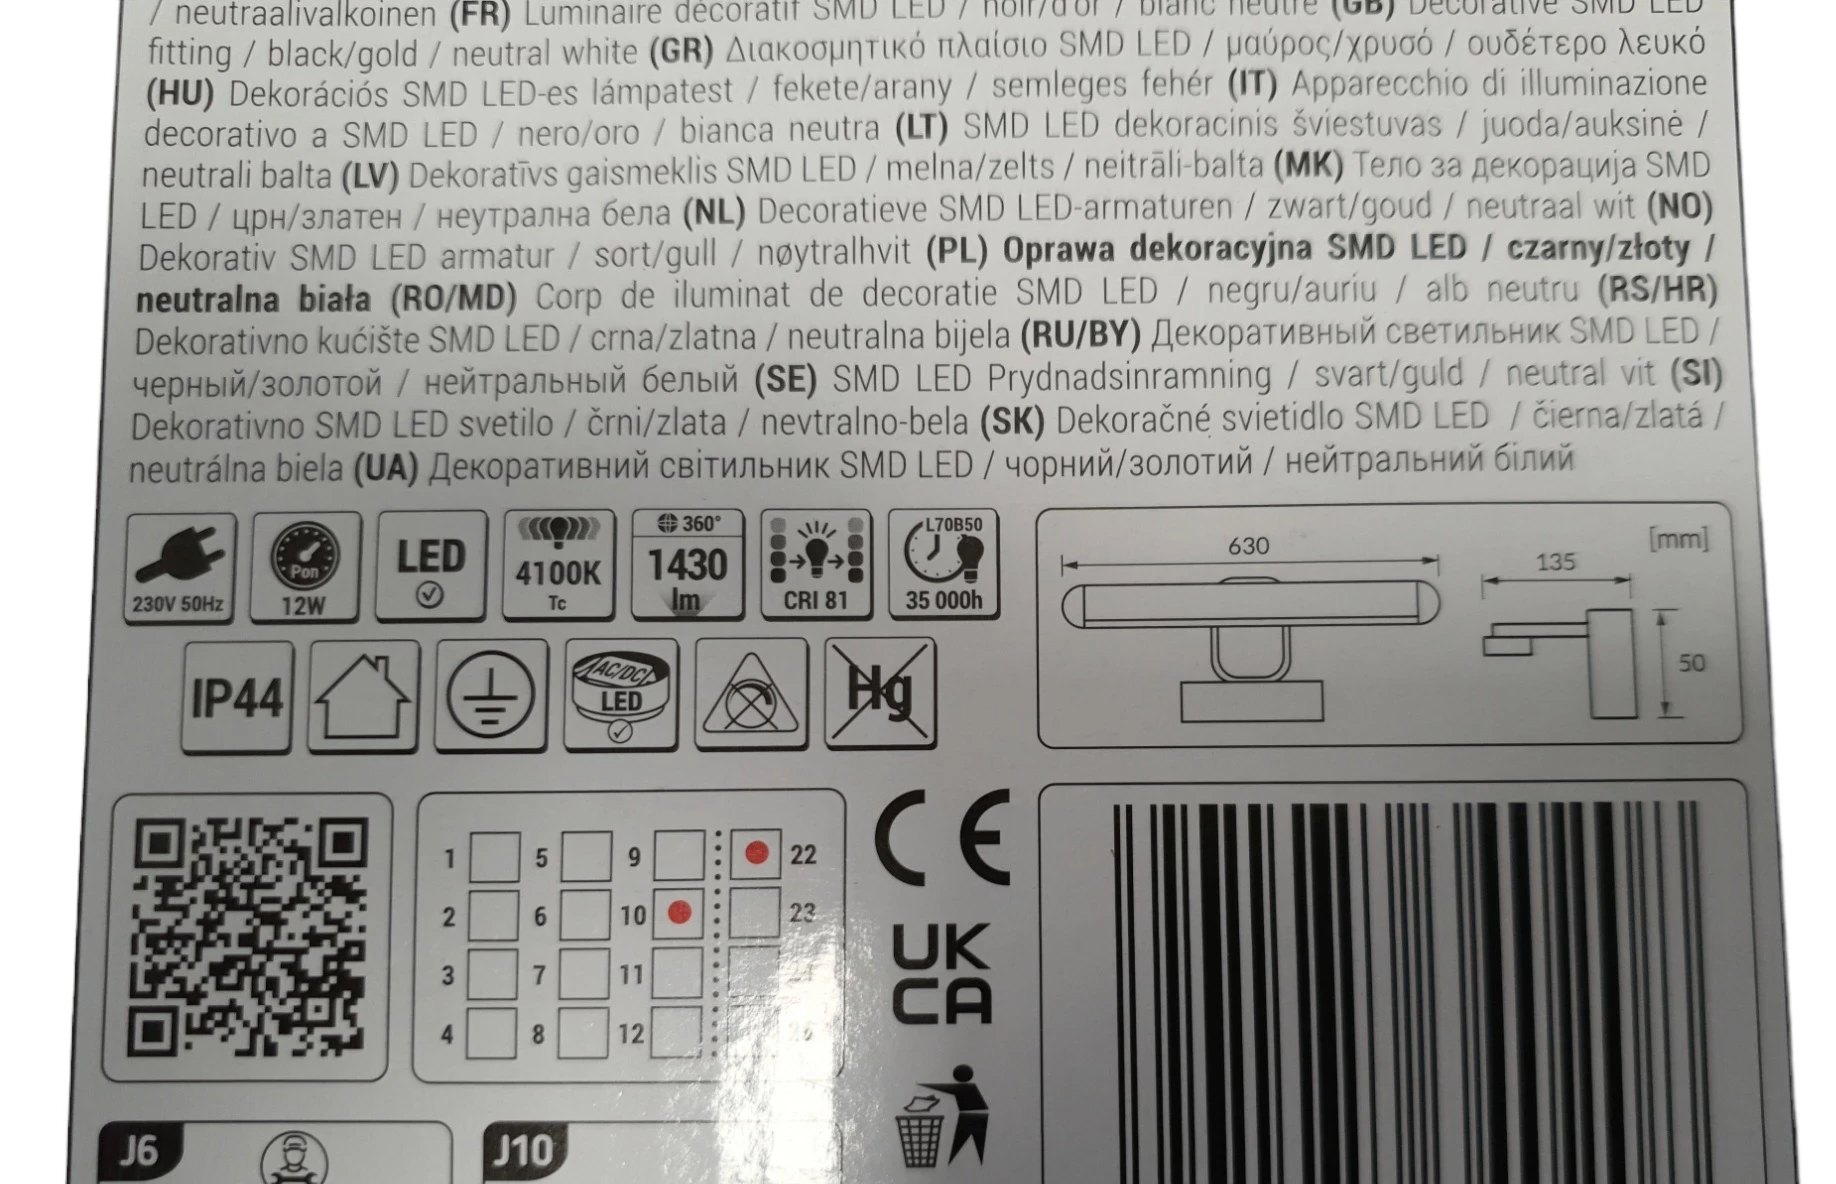 / neutraalivalkoinen (FR) Luminaire décoratif SMD LED / noir/d'or / blanc neutre (GB) Decorative SMD LED
fitting / black/gold / neutral white (GR) Διακοσμητικό πλαίσιο SMD LED / μαύρος/χρυσό / ουδέτερο λευκό
(HU) Dekorációs SMD LED-es lámpatest / fekete/arany / semleges fehér (IT) Apparecchio di illuminazione
decorativo a SMD LED / nero/oro / bianca neutra (LT) SMD LED dekoracinis šviestuvas / juoda/auksinė /
neutrali balta (LV) Dekoratīvs gaismeklis SMD LED / melna/zelts / neitrāli-balta (MK) Тело за декорација SMD
LED / црн/златен / неутрална бела (NL) Decoratieve SMD LED-armaturen / zwart/goud / neutraal wit (NO)
Dekorativ SMD LED armatur / sort/gull / nøytralhvit (PL) Oprawa dekoracyjna SMD LED / czarny/złoty /
neutralna biała (RO/MD) Corp de iluminat de decoratie SMD LED / negru/auriu / alb neutru (RS/HR)
Dekorativno kućište SMD LED / crna/zlatna / neutralna bijela (RU/BY) Декоративный светильник SMD LED /
черный/золотой / нейтральный белый (SE) SMD LED Prydnadsinramning / svart/guld / neutral vit (SI)
Dekorativno SMD LED svetilo / črni/zlata / nevtralno-bela (SK) Dekoračné svietidlo SMD LED / čierna/zlatá /
neutrálna biela (UA) Декоративний світильник SMD LED / чорний/золотий / нейтральний білий
230V 50Hz
Pon
12W
LED
4100K
Tc
360°
1430
lm
CRI 81
L70B50
35 000h
630
135
[mm]
50
IP44
AC/DC
LED
Hg
1 5 9 22
2 6 10 23
3 7 11
4 8 12
CE
UK
CA
J6
J10